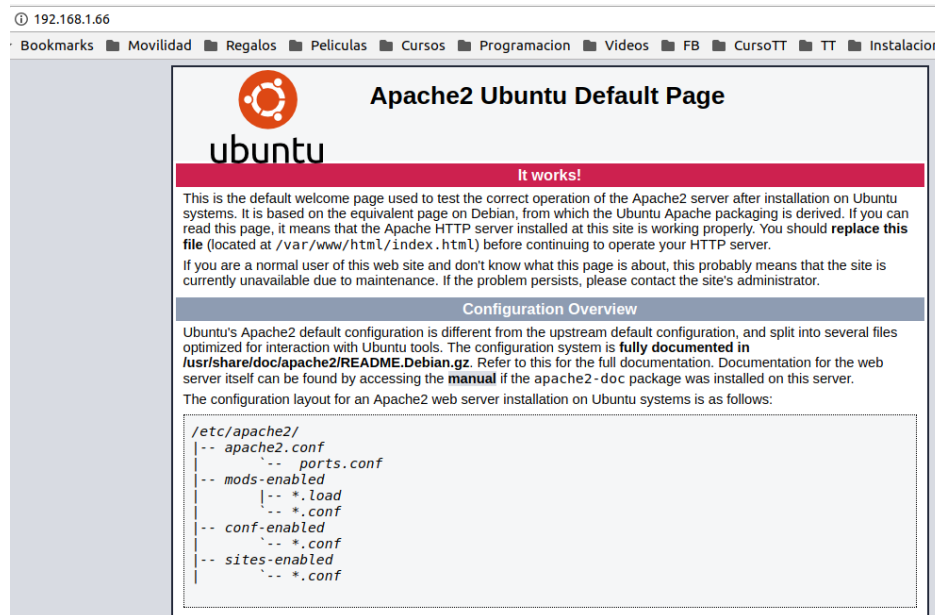 192.168.1.66
Bookmarks Movilidad Regalos Peliculas Cursos Programacion Videos FB CursoTT TT Instalacion
Apache2 Ubuntu Default Page
ubuntu
It works!
This is the default welcome page used to test the correct operation of the Apache2 server after installation on Ubuntu
systems. It is based on the equivalent page on Debian, from which the Ubuntu Apache packaging is derived. If you can
read this page, it means that the Apache HTTP server installed at this site is working properly. You should replace this
file (located at /var/www/html/index.html) before continuing to operate your HTTP server.
If you are a normal user of this web site and don't know what this page is about, this probably means that the site is
currently unavailable due to maintenance. If the problem persists, please contact the site's administrator.
Configuration Overview
Ubuntu's Apache2 default configuration is different from the upstream default configuration, and split into several files
optimized for interaction with Ubuntu tools. The configuration system is fully documented in
/usr/share/doc/apache2/README.Debian.gz. Refer to this for the full documentation. Documentation for the web
server itself can be found by accessing the manual if the apache2-doc package was installed on this server.
The configuration layout for an Apache2 web server installation on Ubuntu systems is as follows:
/etc/apache2/
|-- apache2.conf
|       `--  ports.conf
|-- mods-enabled
|       |-- *.load
|       `-- *.conf
|-- conf-enabled
|       `-- *.conf
|-- sites-enabled
|       `-- *.conf